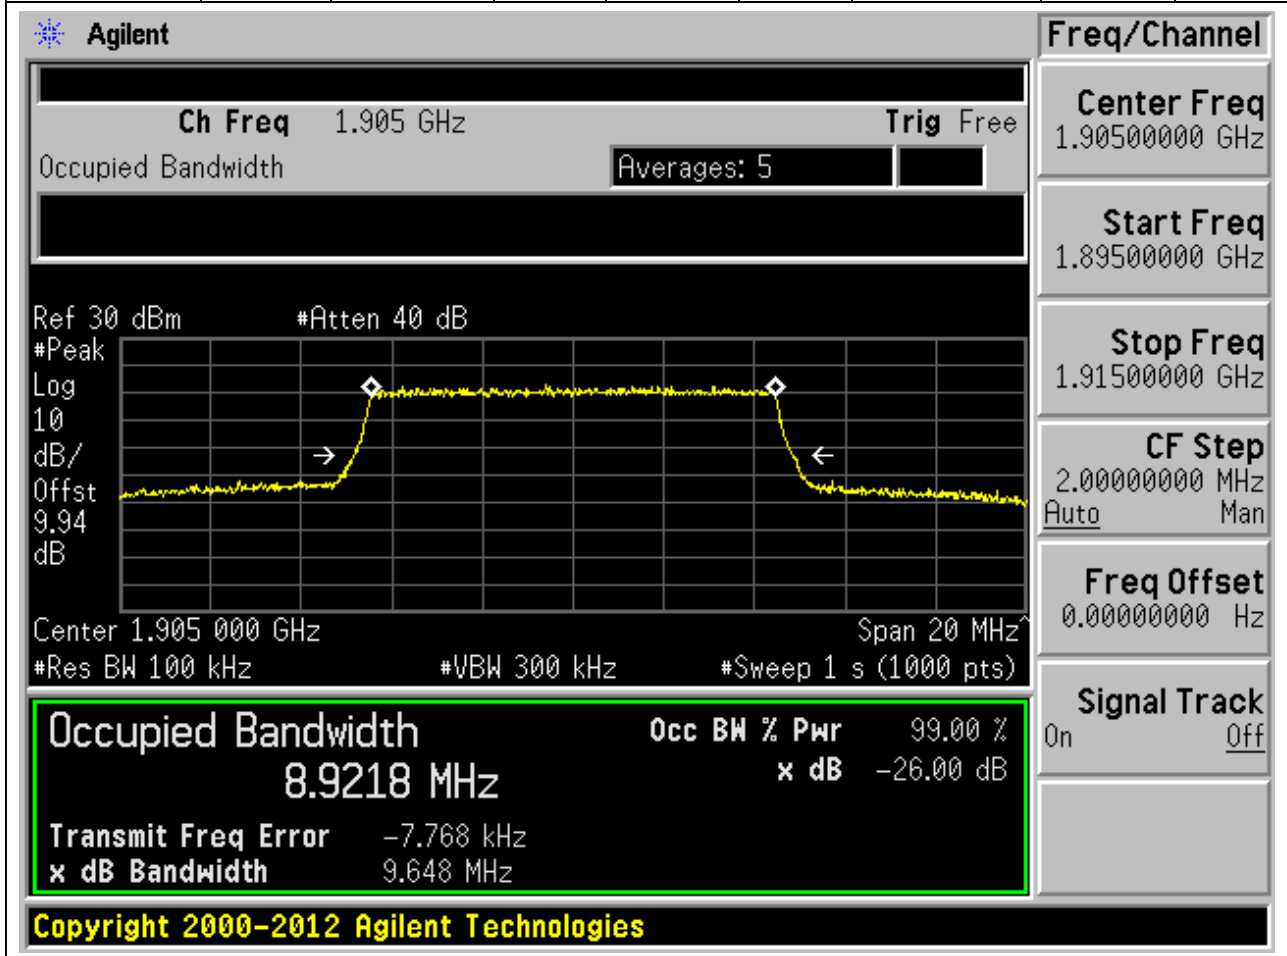 Agilent
Freq/Channel
Ch Freq 1.905 GHz Trig Free
Occupied Bandwidth Averages: 5
Center Freq
1.90500000 GHz
Start Freq
1.89500000 GHz
Stop Freq
1.91500000 GHz
CF Step
2.00000000 MHz
Auto Man
Freq Offset
0.00000000 Hz
Signal Track
On Off
Ref 30 dBm #Atten 40 dB
#Peak
Log
10
dB/
Offst
9.94
dB
Center 1.905 000 GHz Span 20 MHz^
#Res BW 100 kHz #VBW 300 kHz #Sweep 1 s (1000 pts)
Occupied Bandwidth
8.9218 MHz
Occ BW % Pwr 99.00 %
x dB -26.00 dB
Transmit Freq Error -7.768 kHz
x dB Bandwidth 9.648 MHz
Copyright 2000-2012 Agilent Technologies